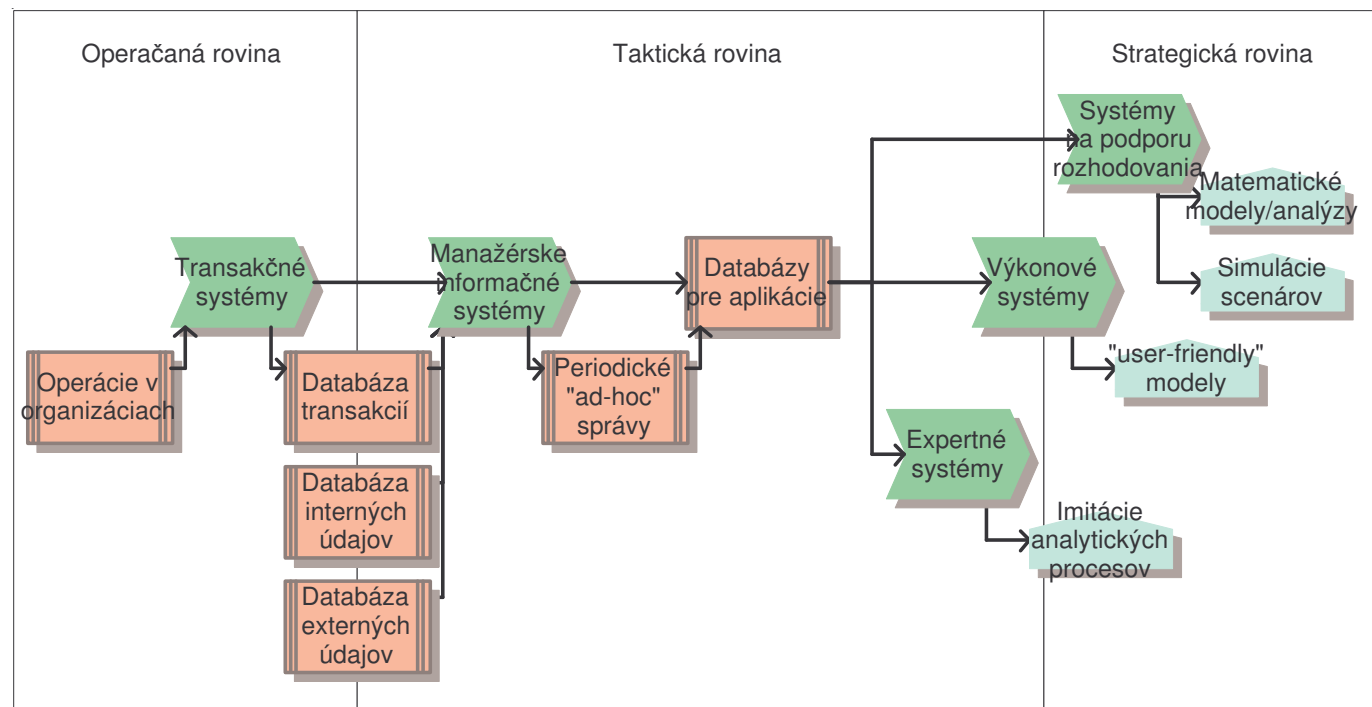 Operačaná rovina
Taktická rovina
Strategická rovina
Systémy
na podporu
rozhodovania
Matematické
modely/analýzy
Transakčné
systémy
Manažérske
informačné
systémy
Databázy
pre aplikácie
Výkonové
systémy
Simulácie
scenárov
Operácie v
organizáciach
Databáza
transakcií
Periodické
"ad-hoc"
správy
"user-friendly"
modely
Expertné
systémy
Databáza
interných
údajov
Imitácie
analytických
procesov
Databáza
externých
údajov